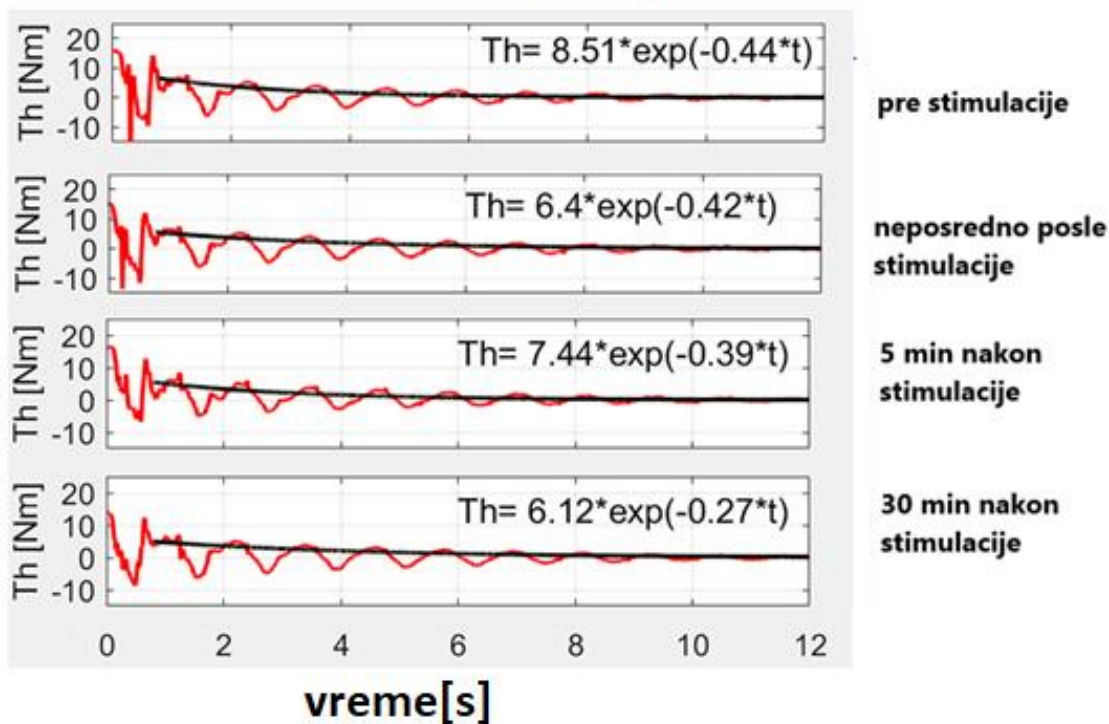 20
10
0
-10
Th [Nm]
Th= 8.51*exp(-0.44*t)
pre stimulacije
20
10
0
-10
Th [Nm]
Th= 6.4*exp(-0.42*t)
neposredno posle
stimulacije
20
10
0
-10
Th [Nm]
Th= 7.44*exp(-0.39*t)
5 min nakon
stimulacije
20
10
0
-10
Th [Nm]
Th= 6.12*exp(-0.27*t)
30 min nakon
stimulacije
0 2 4 6 8 10 12
vreme[s]